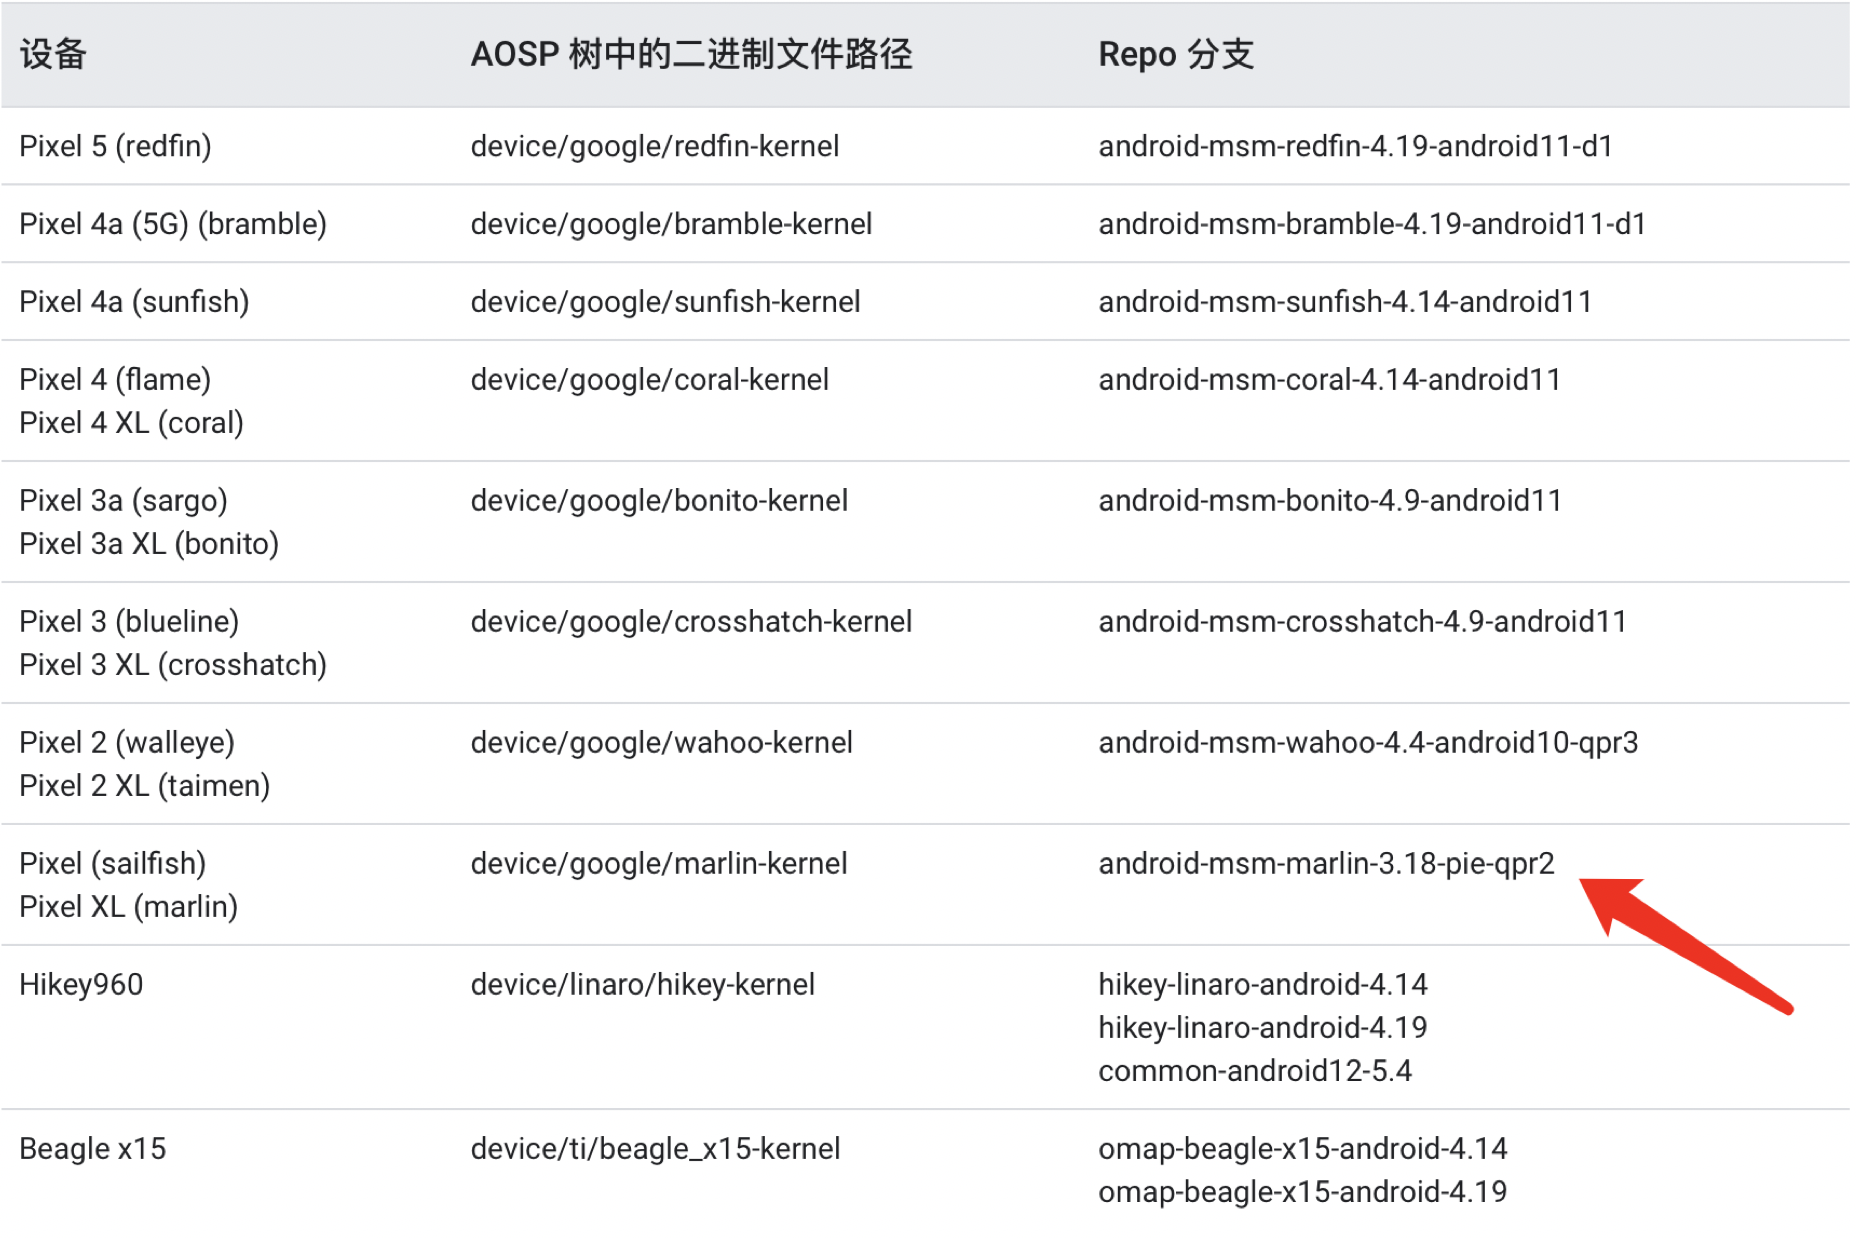 设备 AOSP 树中的二进制文件路径 Repo 分支
Pixel 5 (redfin) device/google/redfin-kernel android-msm-redfin-4.19-android11-d1
Pixel 4a (5G) (bramble) device/google/bramble-kernel android-msm-bramble-4.19-android11-d1
Pixel 4a (sunfish) device/google/sunfish-kernel android-msm-sunfish-4.14-android11
Pixel 4 (flame) device/google/coral-kernel android-msm-coral-4.14-android11
Pixel 4 XL (coral)
Pixel 3a (sargo) device/google/bonito-kernel android-msm-bonito-4.9-android11
Pixel 3a XL (bonito)
Pixel 3 (blueline) device/google/crosshatch-kernel android-msm-crosshatch-4.9-android11
Pixel 3 XL (crosshatch)
Pixel 2 (walleye) device/google/wahoo-kernel android-msm-wahoo-4.4-android10-qpr3
Pixel 2 XL (taimen)
Pixel (sailfish) device/google/marlin-kernel android-msm-marlin-3.18-pie-qpr2
Pixel XL (marlin)
Hikey960 device/linaro/hikey-kernel hikey-linaro-android-4.14
hikey-linaro-android-4.19
common-android12-5.4
Beagle x15 device/ti/beagle_x15-kernel omap-beagle-x15-android-4.14
omap-beagle-x15-android-4.19